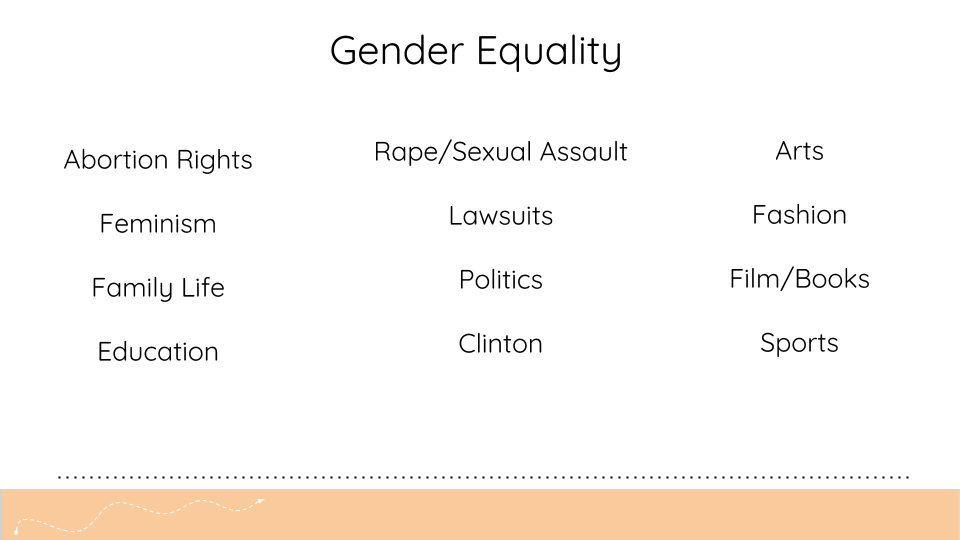 Gender Equality
Abortion Rights
Feminism
Family Life
Education
Rape/Sexual Assault
Lawsuits
Politics
Clinton
Arts
Fashion
Film/Books
Sports